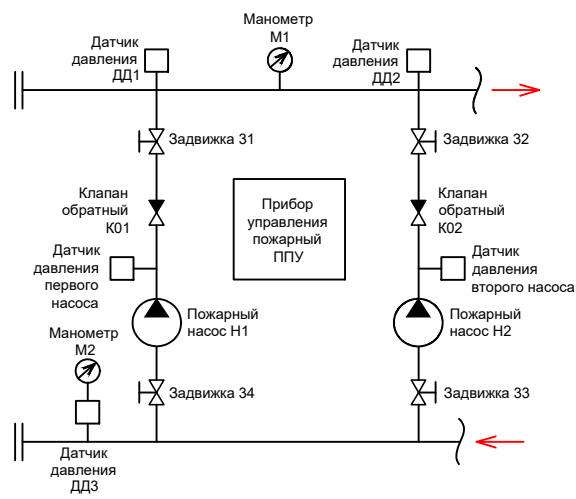 Манометр
М1
Датчик
давления
ДД1
Датчик
давления
ДД2
Задвижка 31
Задвижка 32
Клапан
обратный
К01
Прибор
управления
пожарный
ППУ
Клапан
обратный
К02
Датчик
давления
первого
насоса
Датчик
давления
второго насоса
Пожарный
насос Н1
Пожарный
насос Н2
Манометр
М2
Задвижка 34
Задвижка 33
Датчик
давления
ДД3